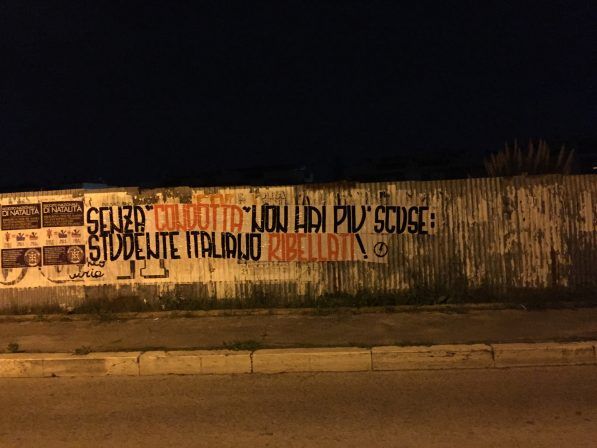 DI NATALITÀ
DI NATALITÀ
SENZA "CONDOTTA" NON HAI PIU' SCUSE:
STUDENTE ITALIANO RIBELLATI!